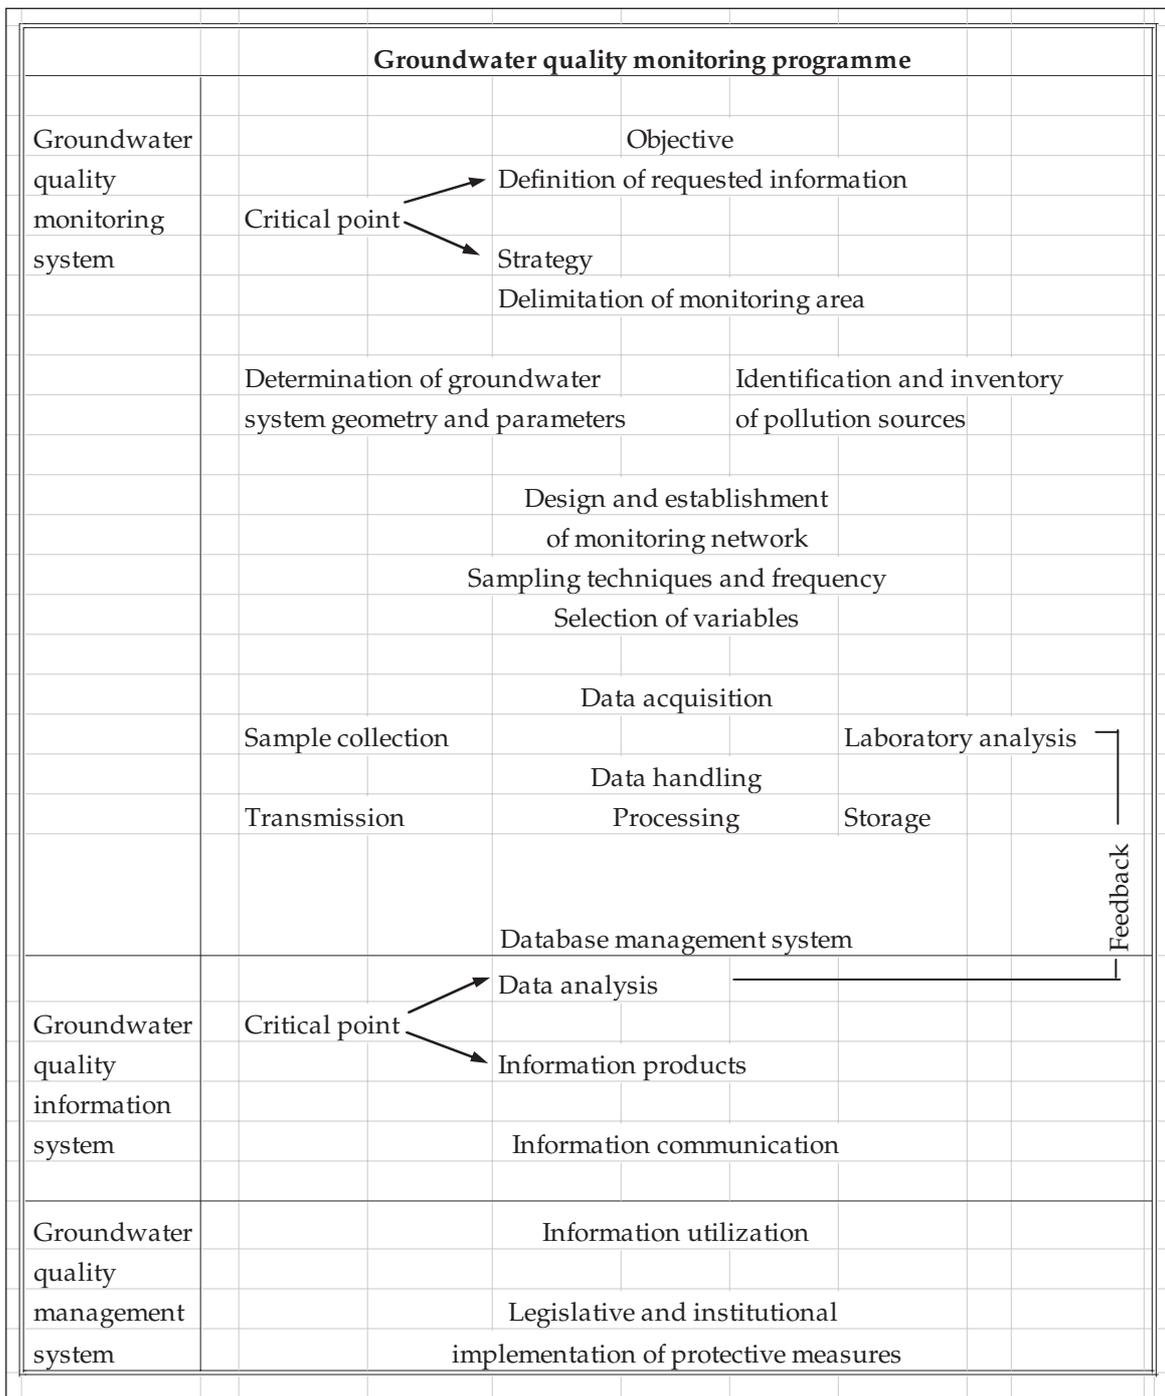 Groundwater quality monitoring programme
Groundwater
quality
monitoring
system
Objective
Definition of requested information
Critical point
Strategy
Delimitation of monitoring area
Determination of groundwater
system geometry and parameters
Identification and inventory
of pollution sources
Design and establishment
of monitoring network
Sampling techniques and frequency
Selection of variables
Data acquisition
Sample collection
Laboratory analysis
Data handling
Transmission
Processing
Storage
Feedback
Database management system
Groundwater
quality
information
system
Data analysis
Critical point
Information products
Information communication
Groundwater
quality
management
system
Information utilization
Legislative and institutional
implementation of protective measures